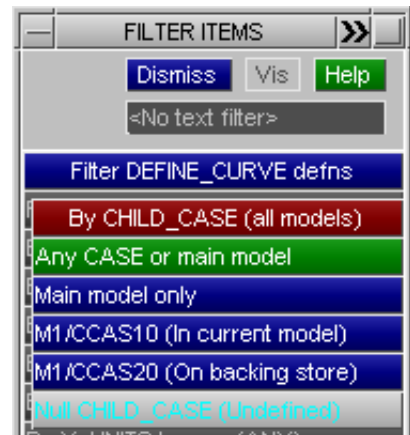 FILTER ITEMS
Dismiss Vis Help
<No text filter>
Filter DEFINE_CURVE defns
By CHILD_CASE (all models)
Any CASE or main model
Main model only
M1/CCAS10 (In current model)
M1/CCAS20 (On backing store)
Null CHILD_CASE (Undefined)